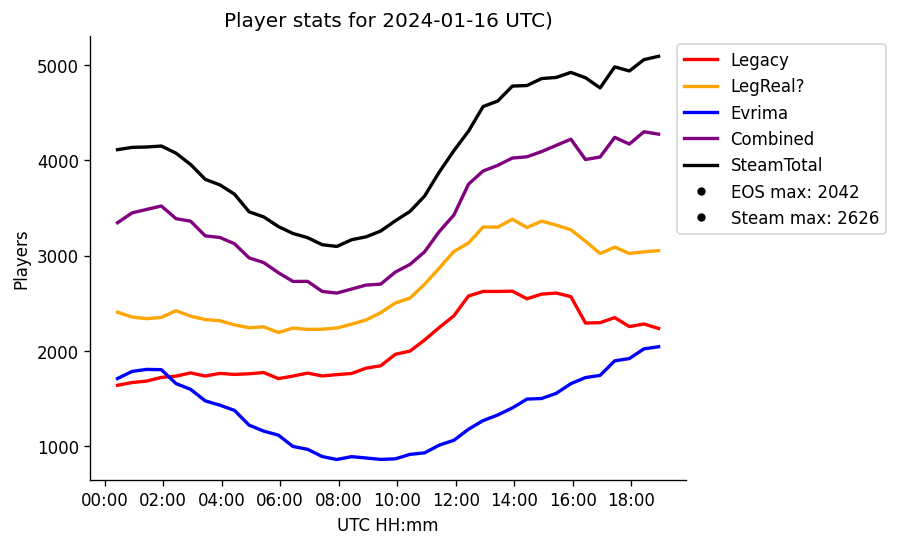 Player stats for 2024-01-16 UTC)
5000
4000
3000
2000
1000
Players
00:00 02:00 04:00 06:00 08:00 10:00 12:00 14:00 16:00 18:00
UTC HH:mm
Legacy
LegReal?
Evrima
Combined
SteamTotal
EOS max: 2042
Steam max: 2626